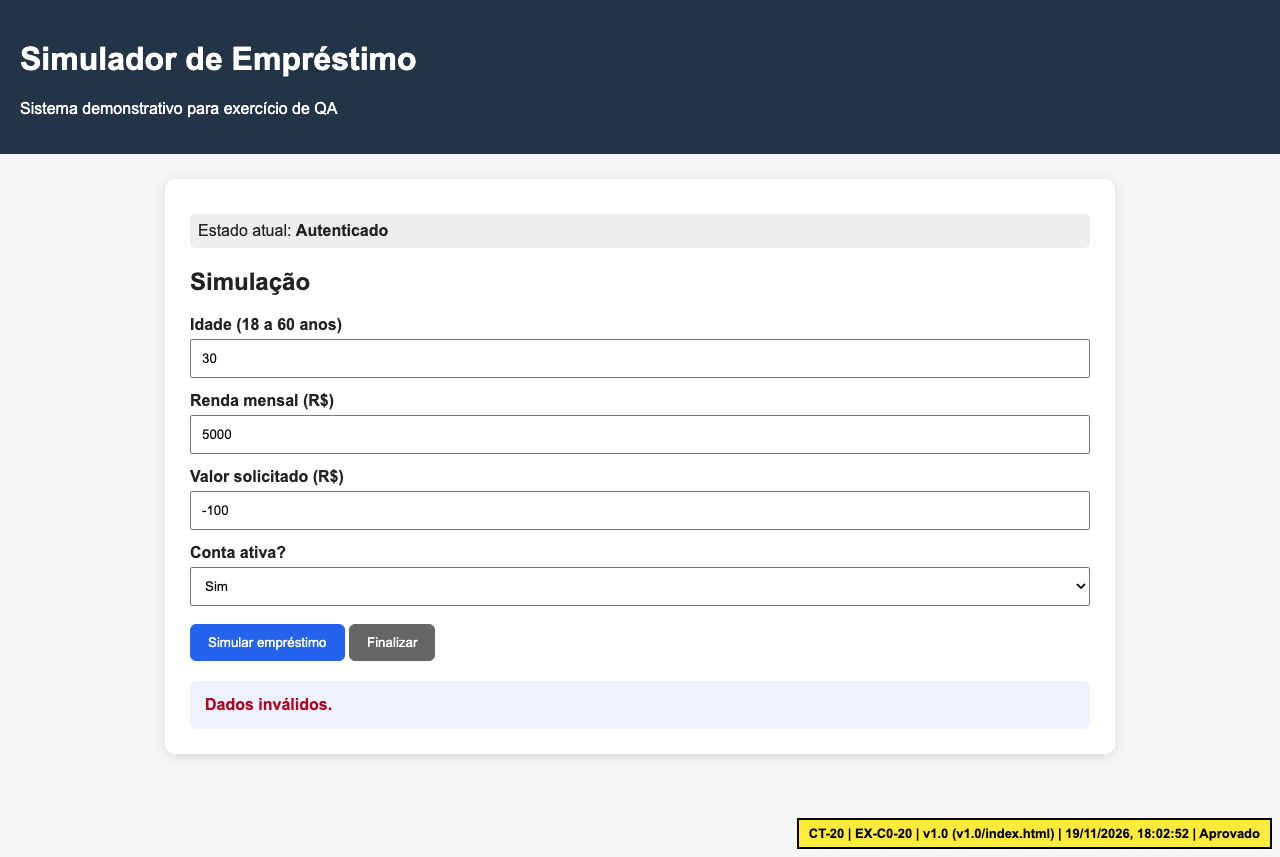 Simulador de Empréstimo
Sistema demonstrativo para exercício de QA
Estado atual: Autenticado
Simulação
Idade (18 a 60 anos)
30
Renda mensal (R$)
5000
Valor solicitado (R$)
-100
Conta ativa?
Sim
Simular empréstimo Finalizar
Dados inválidos.
CT-20 | EX-C0-20 | v1.0 (v1.0/index.html) | 19/11/2026, 18:02:52 | Aprovado